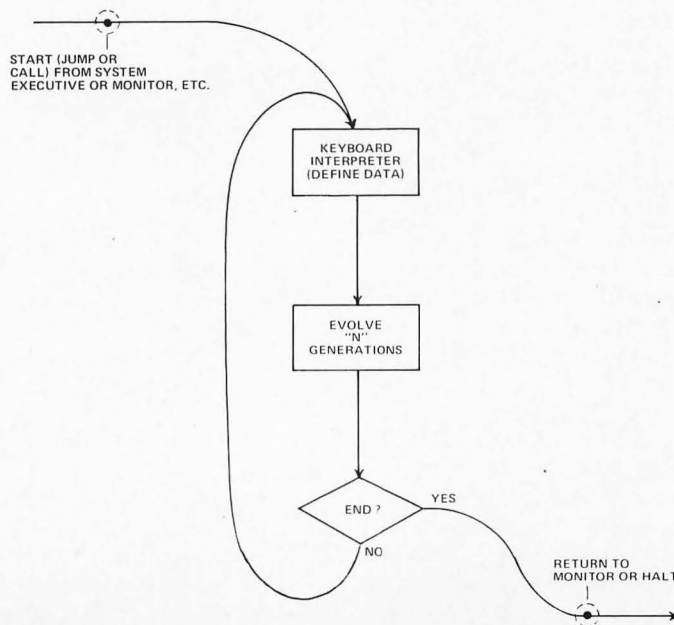 START (JUMP OR
CALL) FROM SYSTEM
EXECUTIVE OR MONITOR, ETC.
KEYBOARD
INTERPRETER
(DEFINE DATA)
EVOLVE
"N"
GENERATIONS
END ?
YES
NO
RETURN TO
MONITOR OR HALT